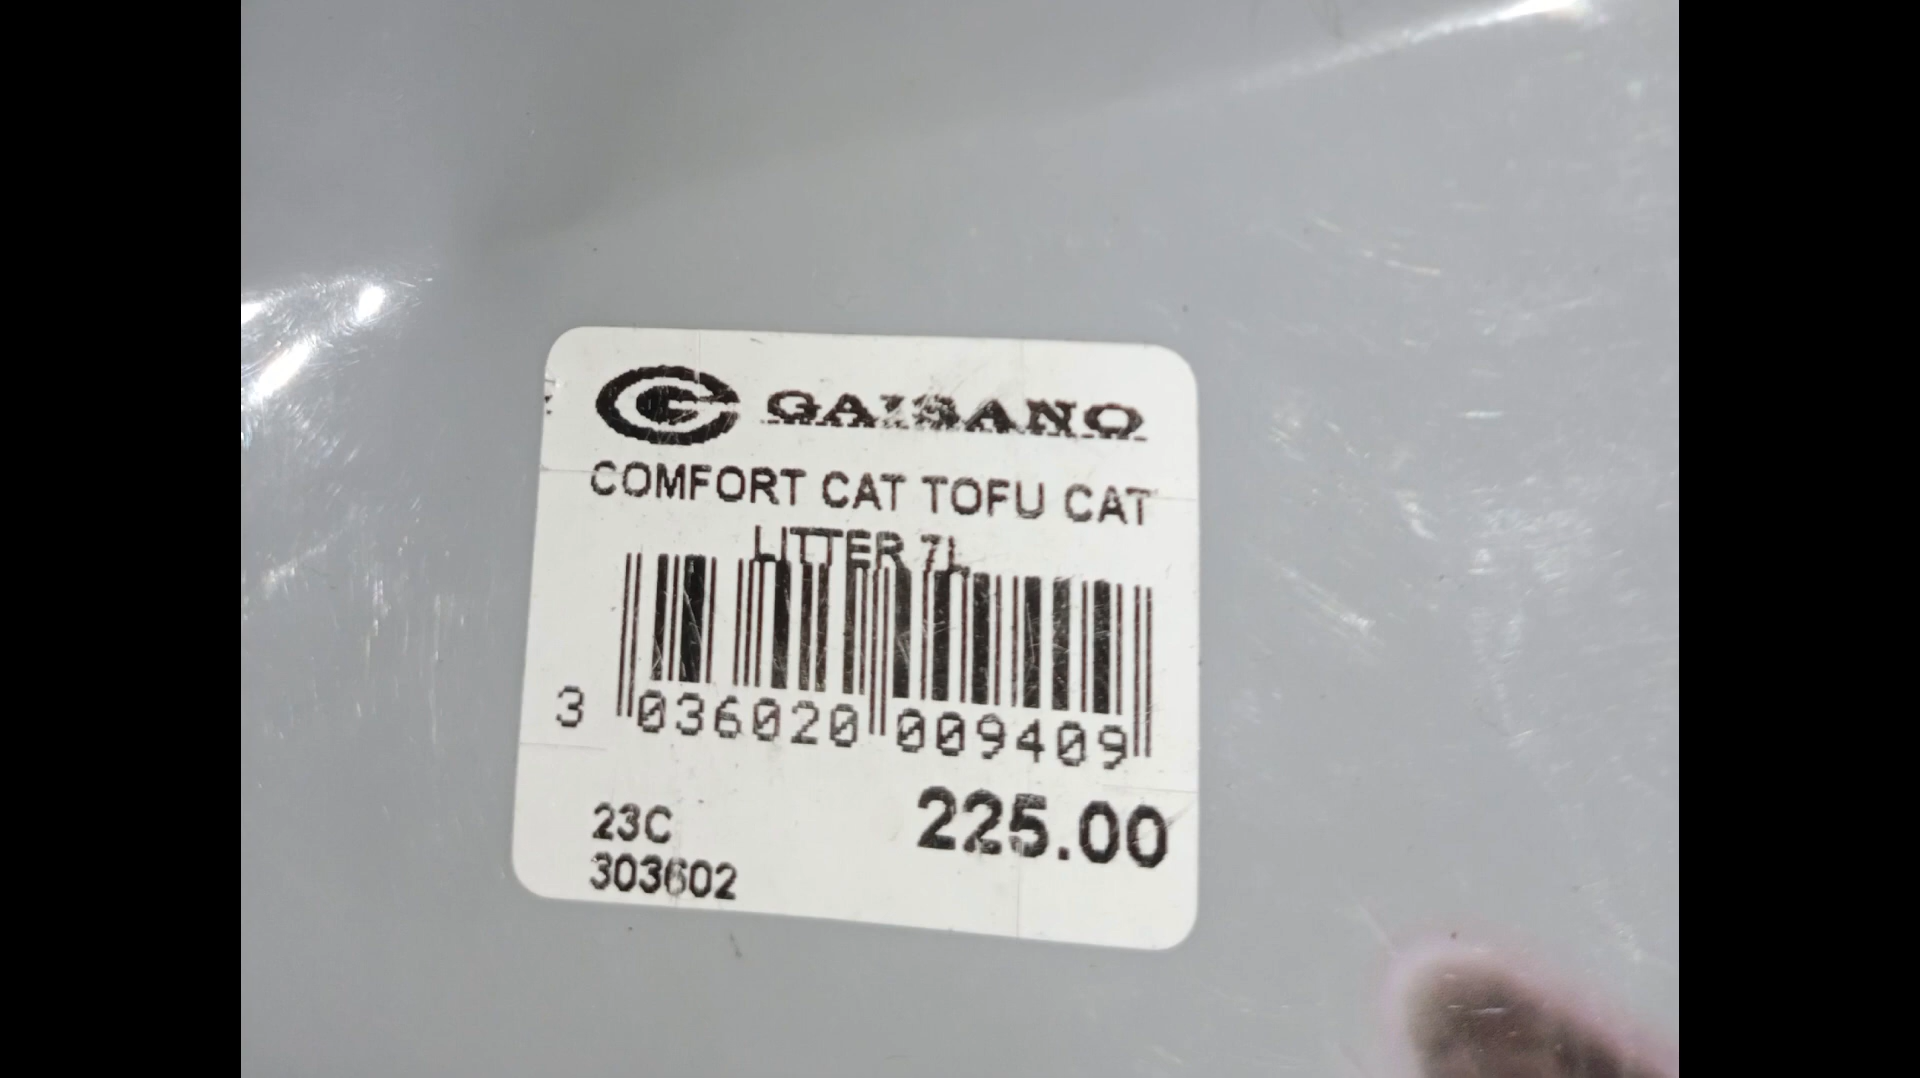 GAISANO
COMFORT CAT TOFU CAT
LITTER 7L
3 036020 009409
225.00
23C
303602